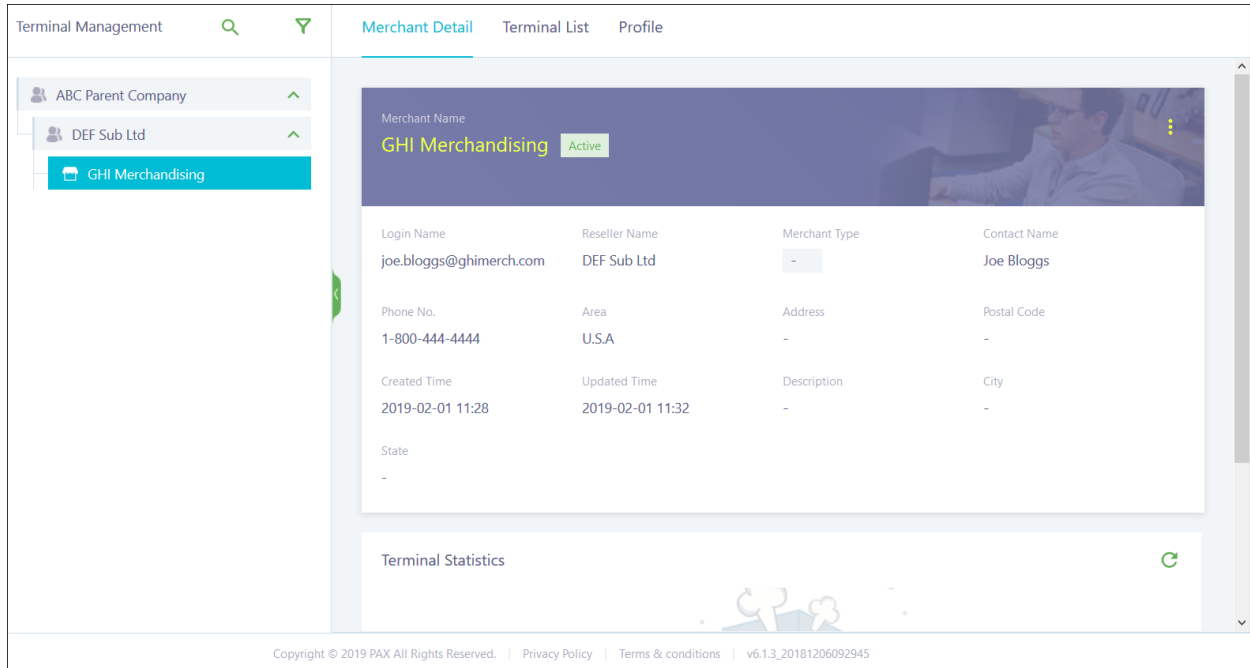 Terminal Management
Merchant Detail Terminal List Profile
ABC Parent Company
DEF Sub Ltd
GHI Merchandising
Merchant Name
GHI Merchandising Active
Login Name Reseller Name Merchant Type Contact Name
joe.bloggs@ghimerch.com DEF Sub Ltd - Joe Bloggs
Phone No. Area Address Postal Code
1-800-444-4444 U.S.A - -
Created Time Updated Time Description City
2019-02-01 11:28 2019-02-01 11:32 - -
State
-
Terminal Statistics
Copyright © 2019 PAX All Rights Reserved. | Privacy Policy | Terms & conditions | v6.1.3_20181206092945